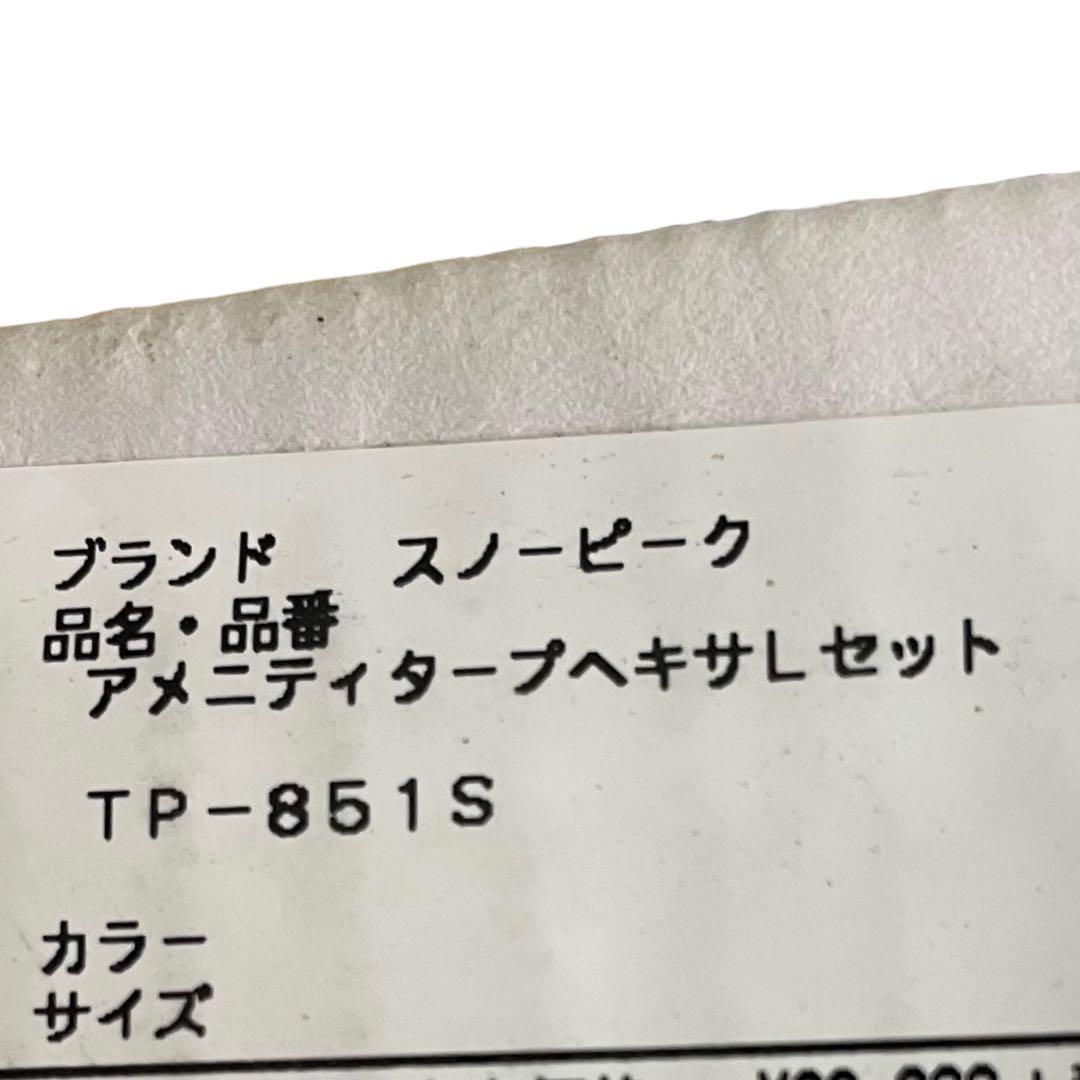 ブランド　スノーピーク
品名・品番
アメニティタープヘキサLセット
TP-851S
カラー
サイズ